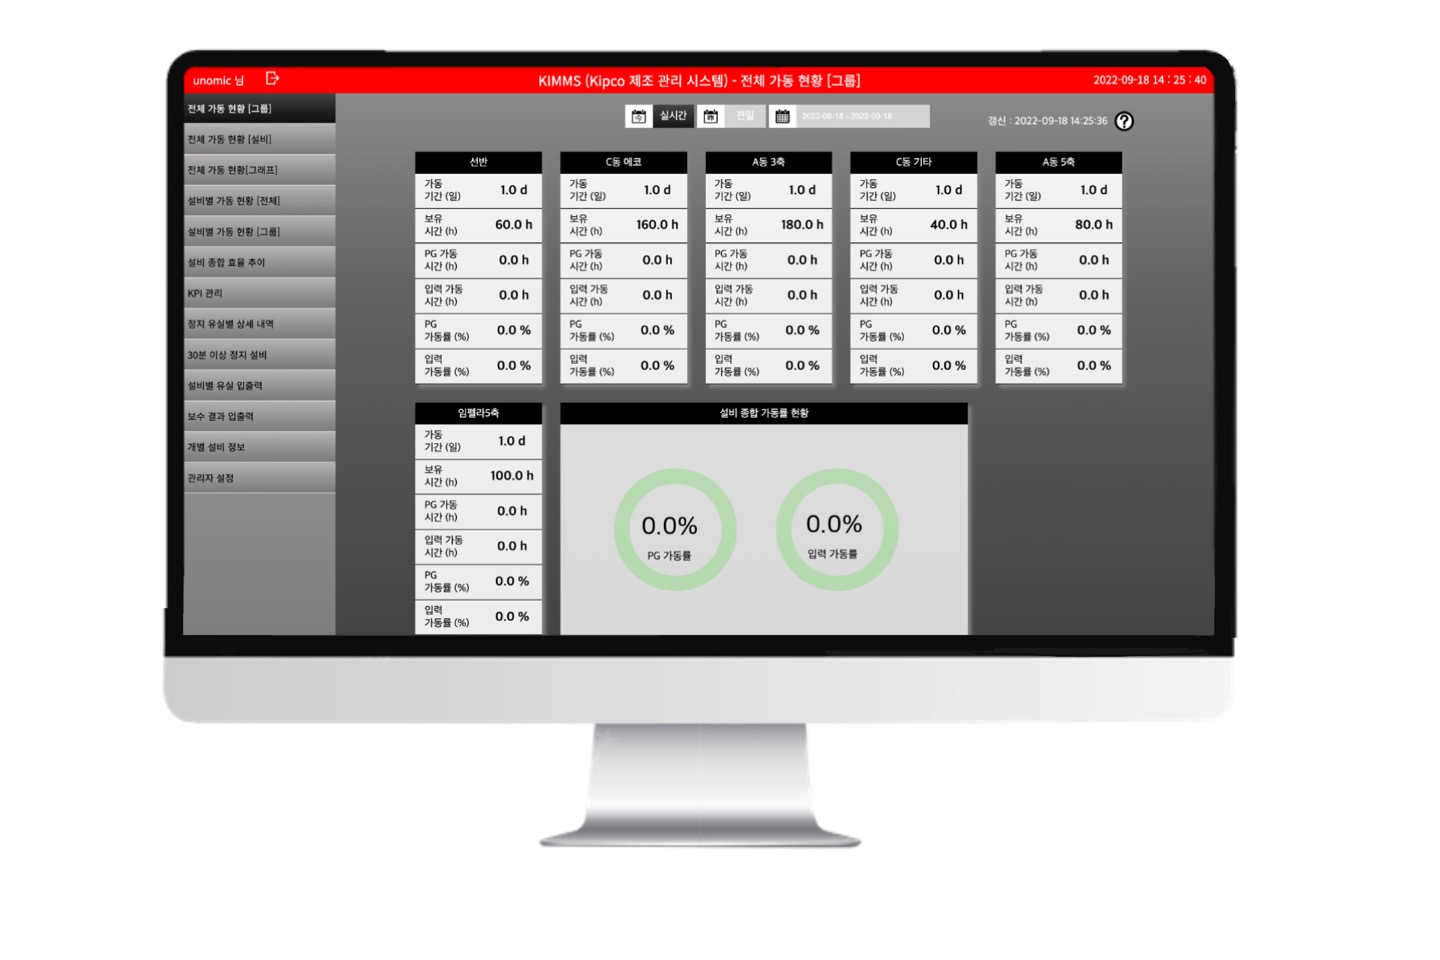 unomic 님
KIMMS (Kipco 제조 관리 시스템) - 전체 가동 현황 [그룹]
2022-09-18 14 : 25 : 40
전체 가동 현황 [그룹]
전체 가동 현황 [설비]
전체 가동 현황[그래프]
설비별 가동 현황 [전체]
설비별 가동 현황 [그룹]
설비 종합 효율 추이
KPI 관리
정지 유실별 상세 내역
30분 이상 정지 설비
설비별 유실 입출력
보수 결과 입출력
개별 설비 정보
관리자 설정
실시간
전일
2022-09-18 - 2022-09-18
갱신 : 2022-09-18 14:25:36
?
선반
가동
기간 (일)
1.0 d
보유
시간 (h)
60.0 h
PG 가동
시간 (h)
0.0 h
입력 가동
시간 (h)
0.0 h
PG
가동률 (%)
0.0 %
입력
가동률 (%)
0.0 %
C동 에코
가동
기간 (일)
1.0 d
보유
시간 (h)
160.0 h
PG 가동
시간 (h)
0.0 h
입력 가동
시간 (h)
0.0 h
PG
가동률 (%)
0.0 %
입력
가동률 (%)
0.0 %
A동 3축
가동
기간 (일)
1.0 d
보유
시간 (h)
180.0 h
PG 가동
시간 (h)
0.0 h
입력 가동
시간 (h)
0.0 h
PG
가동률 (%)
0.0 %
입력
가동률 (%)
0.0 %
C동 기타
가동
기간 (일)
1.0 d
보유
시간 (h)
40.0 h
PG 가동
시간 (h)
0.0 h
입력 가동
시간 (h)
0.0 h
PG
가동률 (%)
0.0 %
입력
가동률 (%)
0.0 %
A동 5축
가동
기간 (일)
1.0 d
보유
시간 (h)
80.0 h
PG 가동
시간 (h)
0.0 h
입력 가동
시간 (h)
0.0 h
PG
가동률 (%)
0.0 %
입력
가동률 (%)
0.0 %
임펠라5축
가동
기간 (일)
1.0 d
보유
시간 (h)
100.0 h
PG 가동
시간 (h)
0.0 h
입력 가동
시간 (h)
0.0 h
PG
가동률 (%)
0.0 %
입력
가동률 (%)
0.0 %
설비 종합 가동률 현황
0.0%
PG 가동률
0.0%
입력 가동률